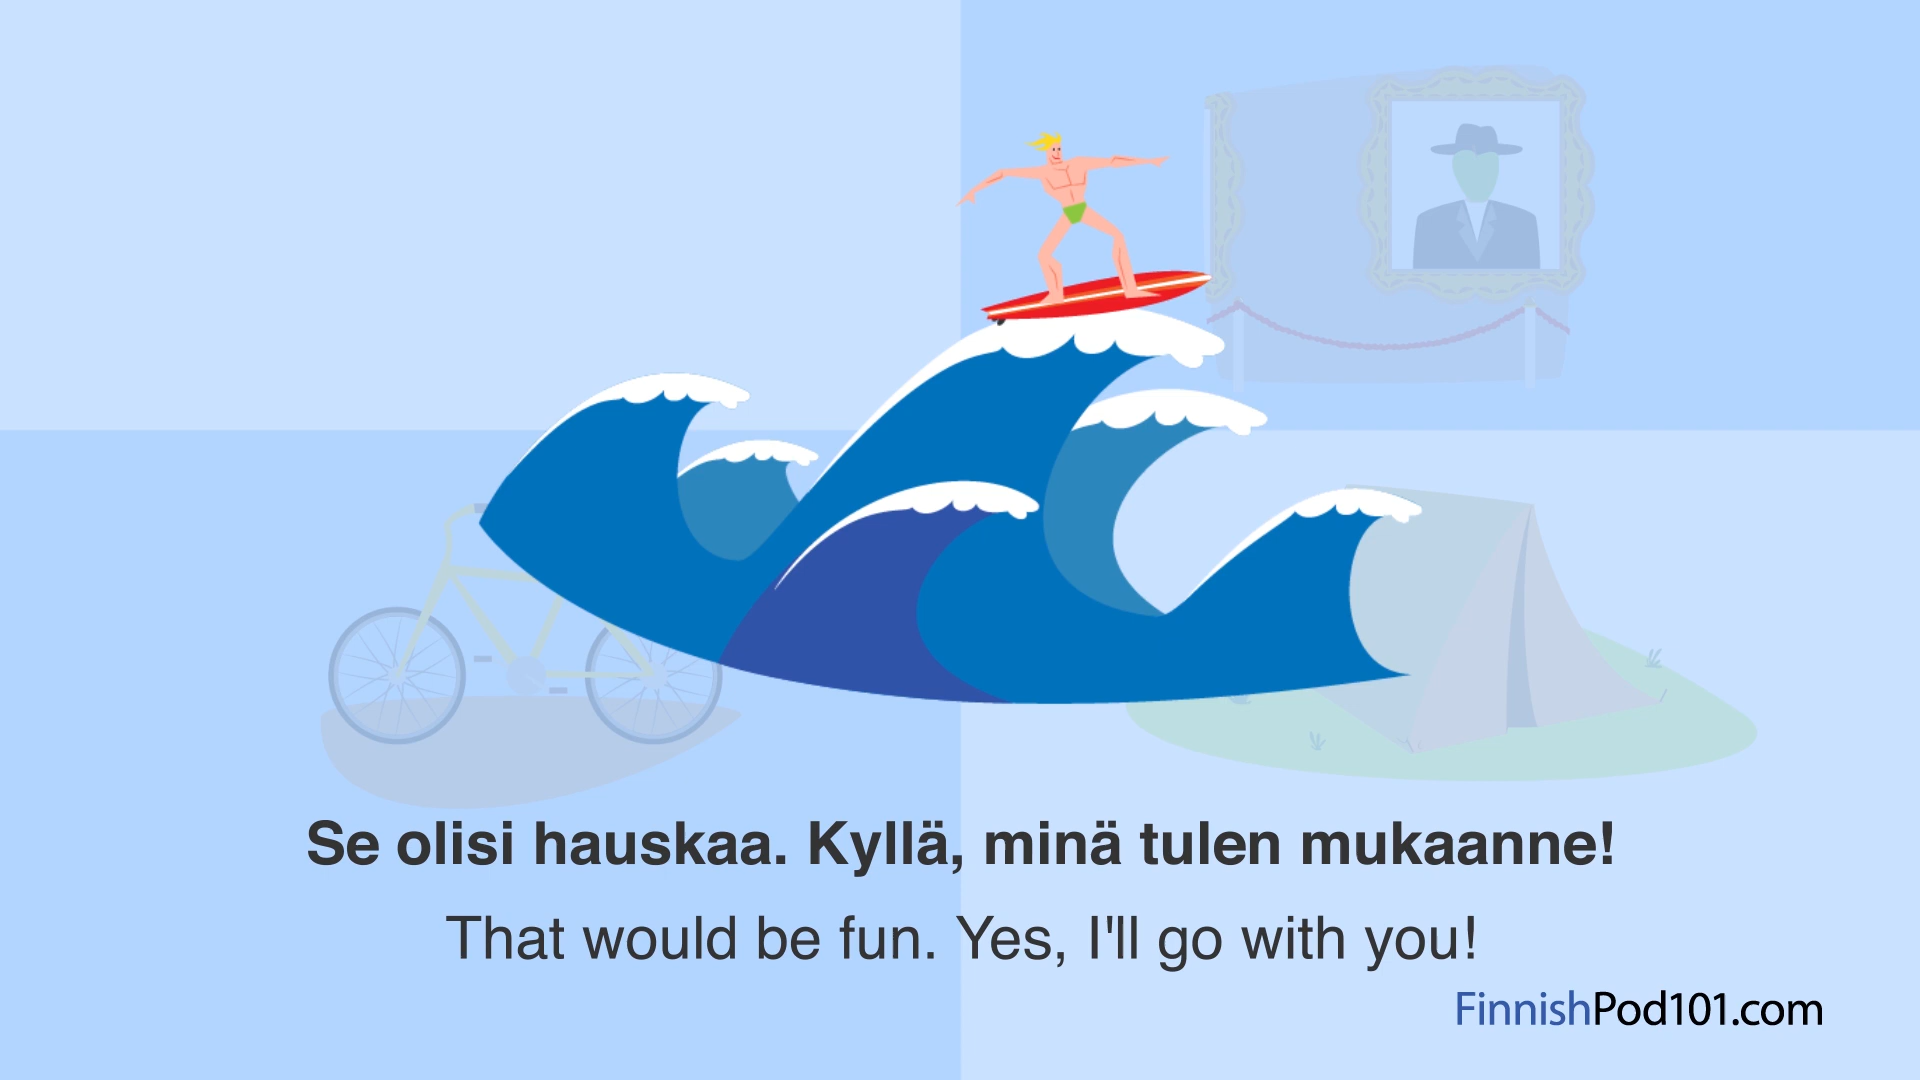 Se olisi hauskaa. Kyllä, minä tulen mukaanne!
That would be fun. Yes, I'll go with you!
FinnishPod101.com